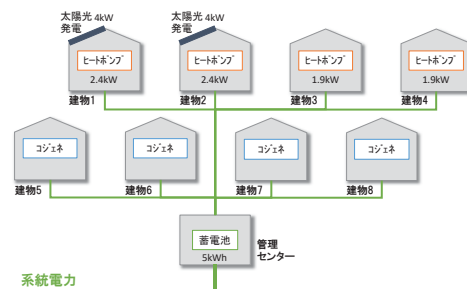 太陽光 4kW
発電
太陽光 4kW
発電
ヒートポンプ
2.4kW
ヒートポンプ
2.4kW
ヒートポンプ
1.9kW
ヒートポンプ
1.9kW
建物1
建物2
建物3
建物4
コジェネ
コジェネ
コジェネ
コジェネ
建物5
建物6
建物7
建物8
蓄電池
5kWh
管理
センター
系統電力